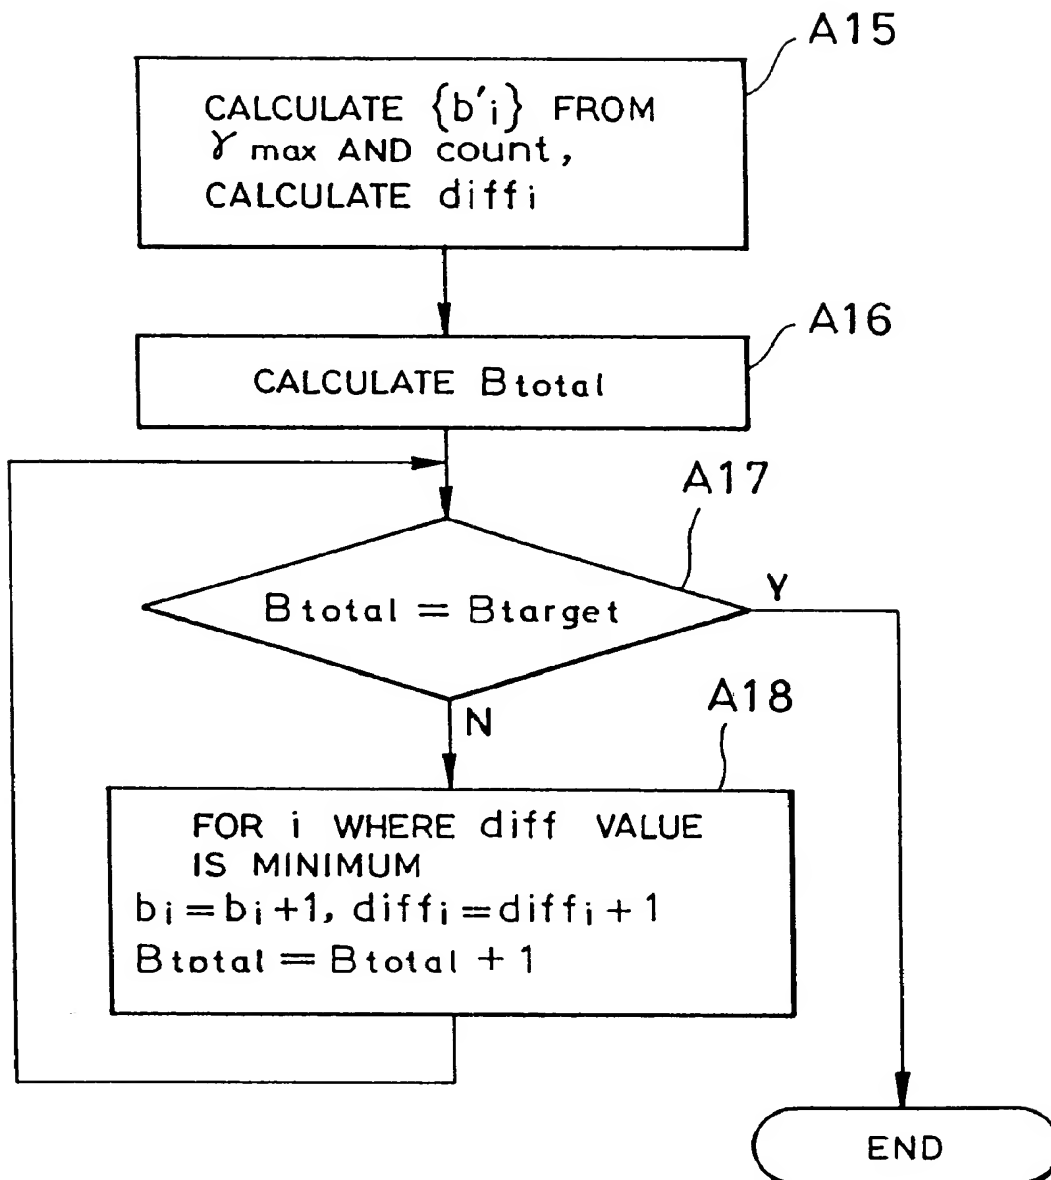 A15
CALCULATE {b'i} FROM
γmax AND count,
CALCULATE diffi
A16
CALCULATE Btotal
A17
Btotal = Btarget
Y
N
A18
FOR i WHERE diff VALUE
IS MINIMUM
bi=bi+1, diffi=diffi+1
Btotal = Btotal + 1
END